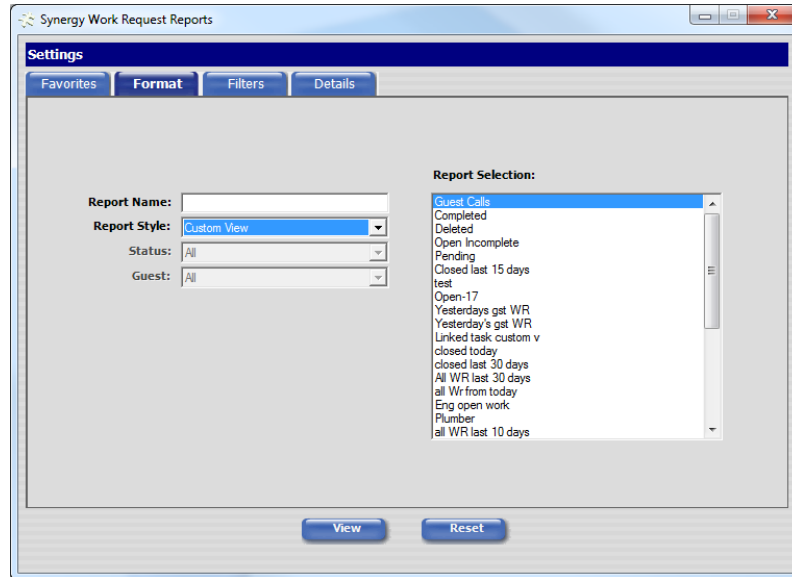 Synergy Work Request Reports
Settings
Favorites Format Filters Details
Report Selection:
Report Name:
Report Style: Custom View
Status: All
Guest: All
Guest Calls
Completed
Deleted
Open Incomplete
Pending
Closed last 15 days
test
Open-17
Yesterdays gst WR
Yesterday's gst WR
Linked task custom v
closed today
closed last 30 days
All WR last 30 days
all Wr from today
Eng open work
Plumber
all WR last 10 days
View Reset